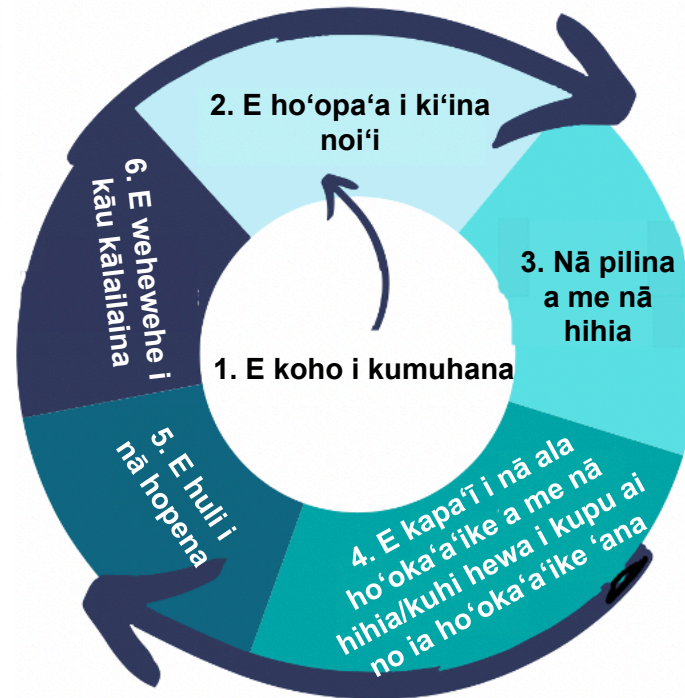 1. E koho i kumuhana
2. E hoʻopaʻa i kiʻina
noiʻi
3. Nā pilina
a me nā
hihia
4. E kapaʻī i nā ala
hoʻokaʻaʻike a me nā
hihia/kuhi hewa i kupu ai
no ia hoʻokaʻaʻike ʻana
5. E huli i
nā hopena
6. E wehewehe i
kāu kālailaina